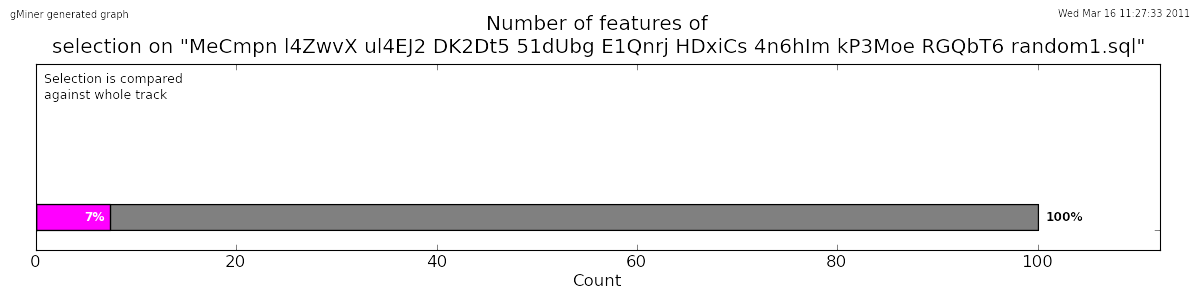 gMiner generated graph
Wed Mar 16 11:27:33 2011
Number of features of
selection on "MeCmpn l4ZwvX ul4EJ2 DK2Dt5 51dUbg E1Qnrj HDxiCs 4n6hIm kP3Moe RGQbT6 random1.sql"
Selection is compared
against whole track
7%
100%
0 20 40 60 80 100
Count